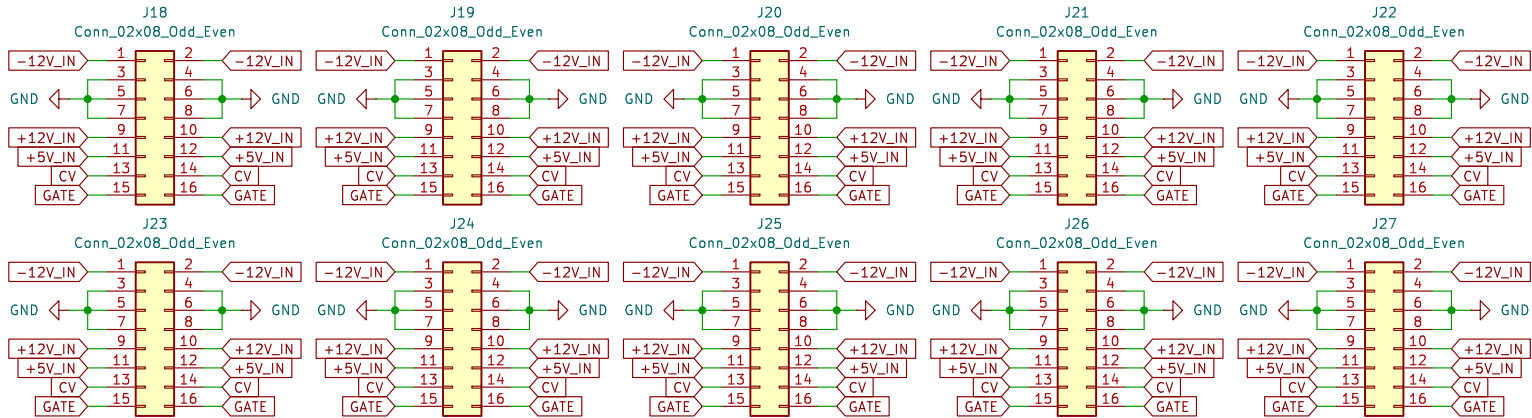 J18 J19 J20 J21 J22
Conn_02x08_Odd_Even Conn_02x08_Odd_Even Conn_02x08_Odd_Even Conn_02x08_Odd_Even Conn_02x08_Odd_Even
-12V_IN 1 2 -12V_IN -12V_IN 1 2 -12V_IN -12V_IN 1 2 -12V_IN -12V_IN 1 2 -12V_IN -12V_IN 1 2 -12V_IN
3 4 3 4 3 4 3 4 3 4
GND 5 6 GND GND 5 6 GND GND 5 6 GND GND 5 6 GND GND 5 6 GND
7 8 7 8 7 8 7 8 7 8
+12V_IN 9 10 +12V_IN +12V_IN 9 10 +12V_IN +12V_IN 9 10 +12V_IN +12V_IN 9 10 +12V_IN +12V_IN 9 10 +12V_IN
+5V_IN 11 12 +5V_IN +5V_IN 11 12 +5V_IN +5V_IN 11 12 +5V_IN +5V_IN 11 12 +5V_IN +5V_IN 11 12 +5V_IN
CV 13 14 CV CV 13 14 CV CV 13 14 CV CV 13 14 CV CV 13 14 CV
GATE 15 16 GATE GATE 15 16 GATE GATE 15 16 GATE GATE 15 16 GATE GATE 15 16 GATE
J23 J24 J25 J26 J27
Conn_02x08_Odd_Even Conn_02x08_Odd_Even Conn_02x08_Odd_Even Conn_02x08_Odd_Even Conn_02x08_Odd_Even
-12V_IN 1 2 -12V_IN -12V_IN 1 2 -12V_IN -12V_IN 1 2 -12V_IN -12V_IN 1 2 -12V_IN -12V_IN 1 2 -12V_IN
3 4 3 4 3 4 3 4 3 4
GND 5 6 GND GND 5 6 GND GND 5 6 GND GND 5 6 GND GND 5 6 GND
7 8 7 8 7 8 7 8 7 8
+12V_IN 9 10 +12V_IN +12V_IN 9 10 +12V_IN +12V_IN 9 10 +12V_IN +12V_IN 9 10 +12V_IN +12V_IN 9 10 +12V_IN
+5V_IN 11 12 +5V_IN +5V_IN 11 12 +5V_IN +5V_IN 11 12 +5V_IN +5V_IN 11 12 +5V_IN +5V_IN 11 12 +5V_IN
CV 13 14 CV CV 13 14 CV CV 13 14 CV CV 13 14 CV CV 13 14 CV
GATE 15 16 GATE GATE 15 16 GATE GATE 15 16 GATE GATE 15 16 GATE GATE 15 16 GATE